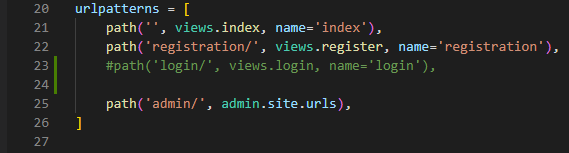 20 urlpatterns = [
21 path('', views.index, name='index'),
22 path('registration/', views.register, name='registration'),
23 #path('login/', views.login, name='login'),
24
25 path('admin/', admin.site.urls),
26 ]
27